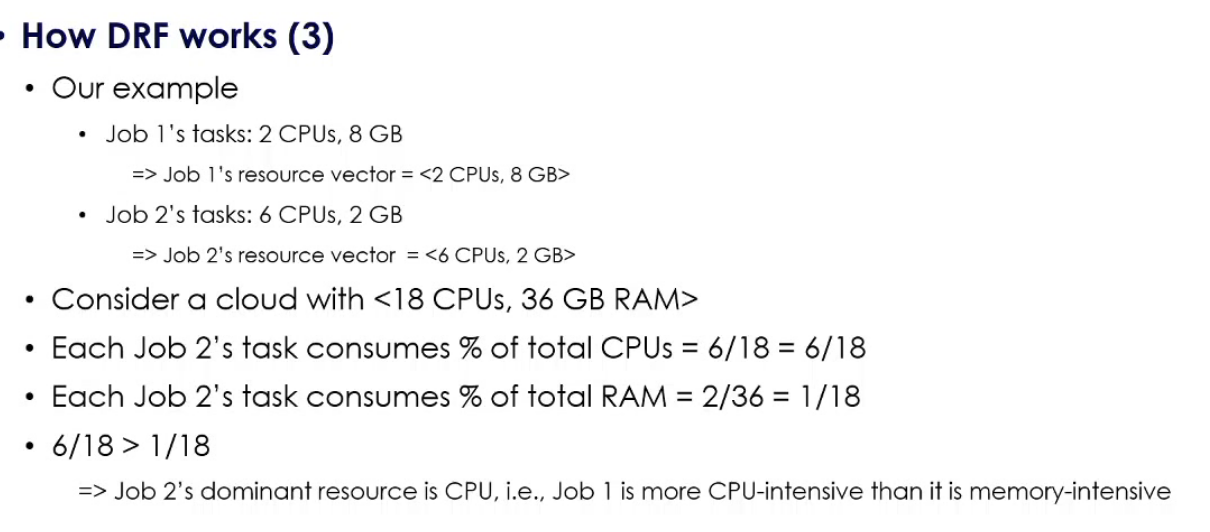 • How DRF works (3)
• Our example
• Job 1's tasks: 2 CPUs, 8 GB
=> Job 1's resource vector = <2 CPUs, 8 GB>
• Job 2's tasks: 6 CPUs, 2 GB
=> Job 2's resource vector = <6 CPUs, 2 GB>
• Consider a cloud with <18 CPUs, 36 GB RAM>
• Each Job 2's task consumes % of total CPUs = 6/18 = 6/18
• Each Job 2's task consumes % of total RAM = 2/36 = 1/18
• 6/18 > 1/18
=> Job 2's dominant resource is CPU, i.e., Job 1 is more CPU-intensive than it is memory-intensive